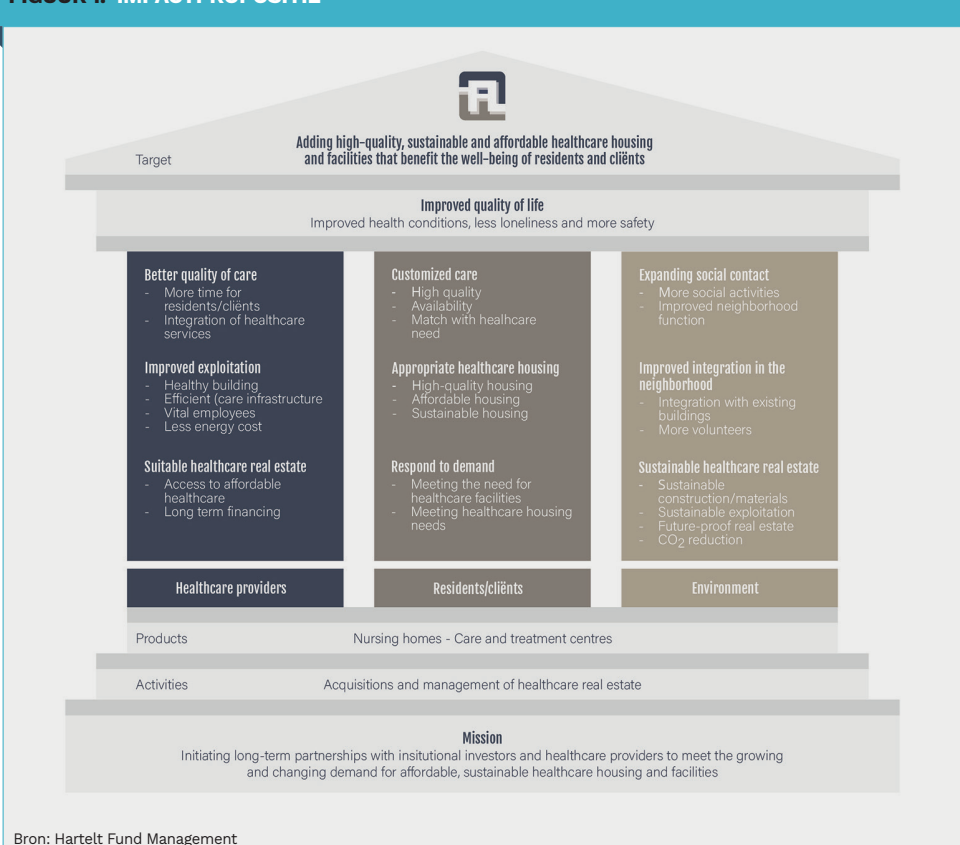 Adding high-quality, sustainable and affordable healthcare housing
and facilities that benefit the well-being of residents and cliënts
Target
Improved quality of life
Improved health conditions, less loneliness and more safety
Better quality of care
- More time for
residents/cliënts
- Integration of healthcare
services
Improved exploitation
- Healthy building
- Efficient (care infrastructure
- Vital employees
- Less energy cost
Suitable healthcare real estate
- Access to affordable
healthcare
- Long term financing
Healthcare providers
Customized care
- High quality
- Availability
- Match with healhcare
need
Appropriate healthcare housing
- High-quality housing
- Affordable housing
- Sustainable housing
Respond to demand
- Meeting the need for
healthcare facilities
- Meeting healthcare housing
needs
Residents/cliënts
Expanding social contact
- More social activities
- Improved neighborhood
function
Improved integration in the
neighborhood
- Integration with existing
buildings
- More volunteers
Sustainable healthcare real estate
- Sustainable
construction/materials
- Sustainable exploitation
- Future-proof real estate
- CO2 reduction
Environment
Products
Nursing homes - Care and treatment centres
Activities
Acquisitions and management of healthcare real estate
Mission
Initiating long-term partnerships with insitutional investors and healthcare providers to meet the growing
and changing demand for affordable, sustainable healthcare housing and facilities
Bron: Hartelt Fund Management